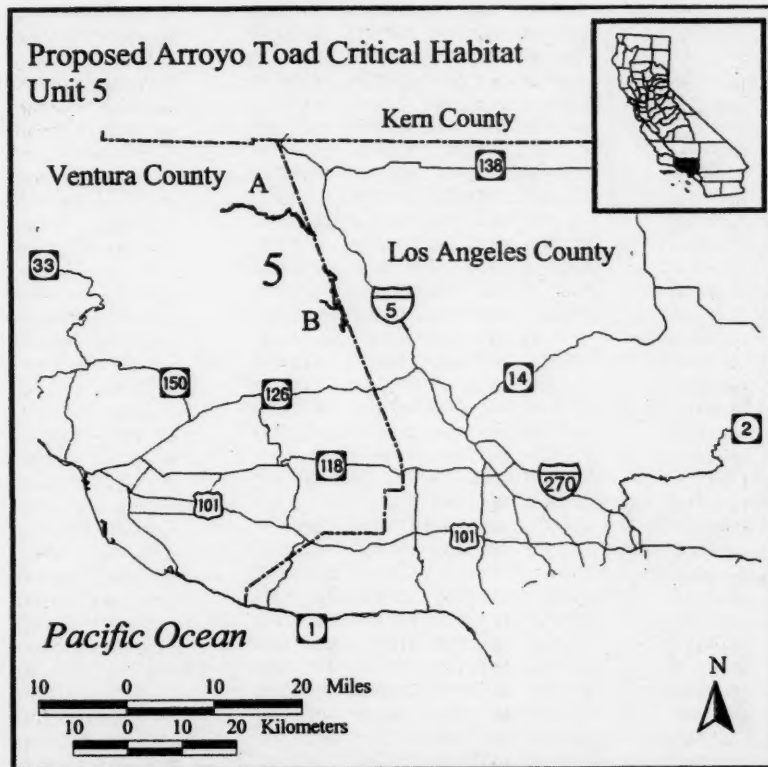 Proposed Arroyo Toad Critical Habitat
Unit 5
Kern County
Ventura County
A
138
33
5
Los Angeles County
B
5
150
126
14
2
118
101
270
101
Pacific Ocean
1
N
10 0 10 20 Miles
10 0 10 20 Kilometers